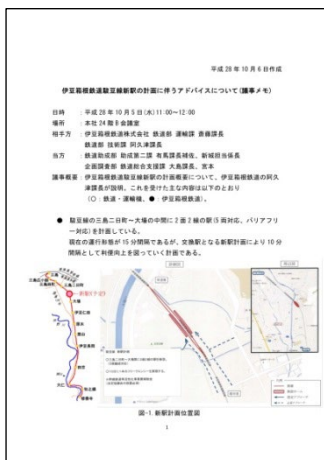 平成 28 年 10 月 6 日作成
伊豆箱根鉄道駿豆線新駅の計画に伴うアドバイスについて(議事メモ)
日時 : 平成 28 年 10 月 5 日(水)11:00~12:00
場所 : 本社 24 階 B 会議室
相手方 : 伊豆箱根鉄道株式会社 鉄道部 運輸課 斎藤課長
鉄道部 技術課 阿久津課長
当方 : 鉄道助成部 助成第二課 有馬課長補佐、新城担当係長
企画調査部 鉄道総合支援課 大島課長、宮本
議事概要 : 伊豆箱根鉄道駿豆線新駅の計画概要について、伊豆箱根鉄道の阿久
津課長が説明。これを受けた主な内容は以下のとおり
(○:鉄道・運輸機、●:伊豆箱根鉄道)。
● 駿豆線の三島二日町~大場の中間に 2 面 2 線の駅(5 両対応、バリアフリ
ー対応)を計画している。
現在の運行形態が 15 分間隔であるが、交換駅となる新駅計画により 10 分
間隔として利便向上を図っていく計画である。
図-1 新駅計画位置図
1